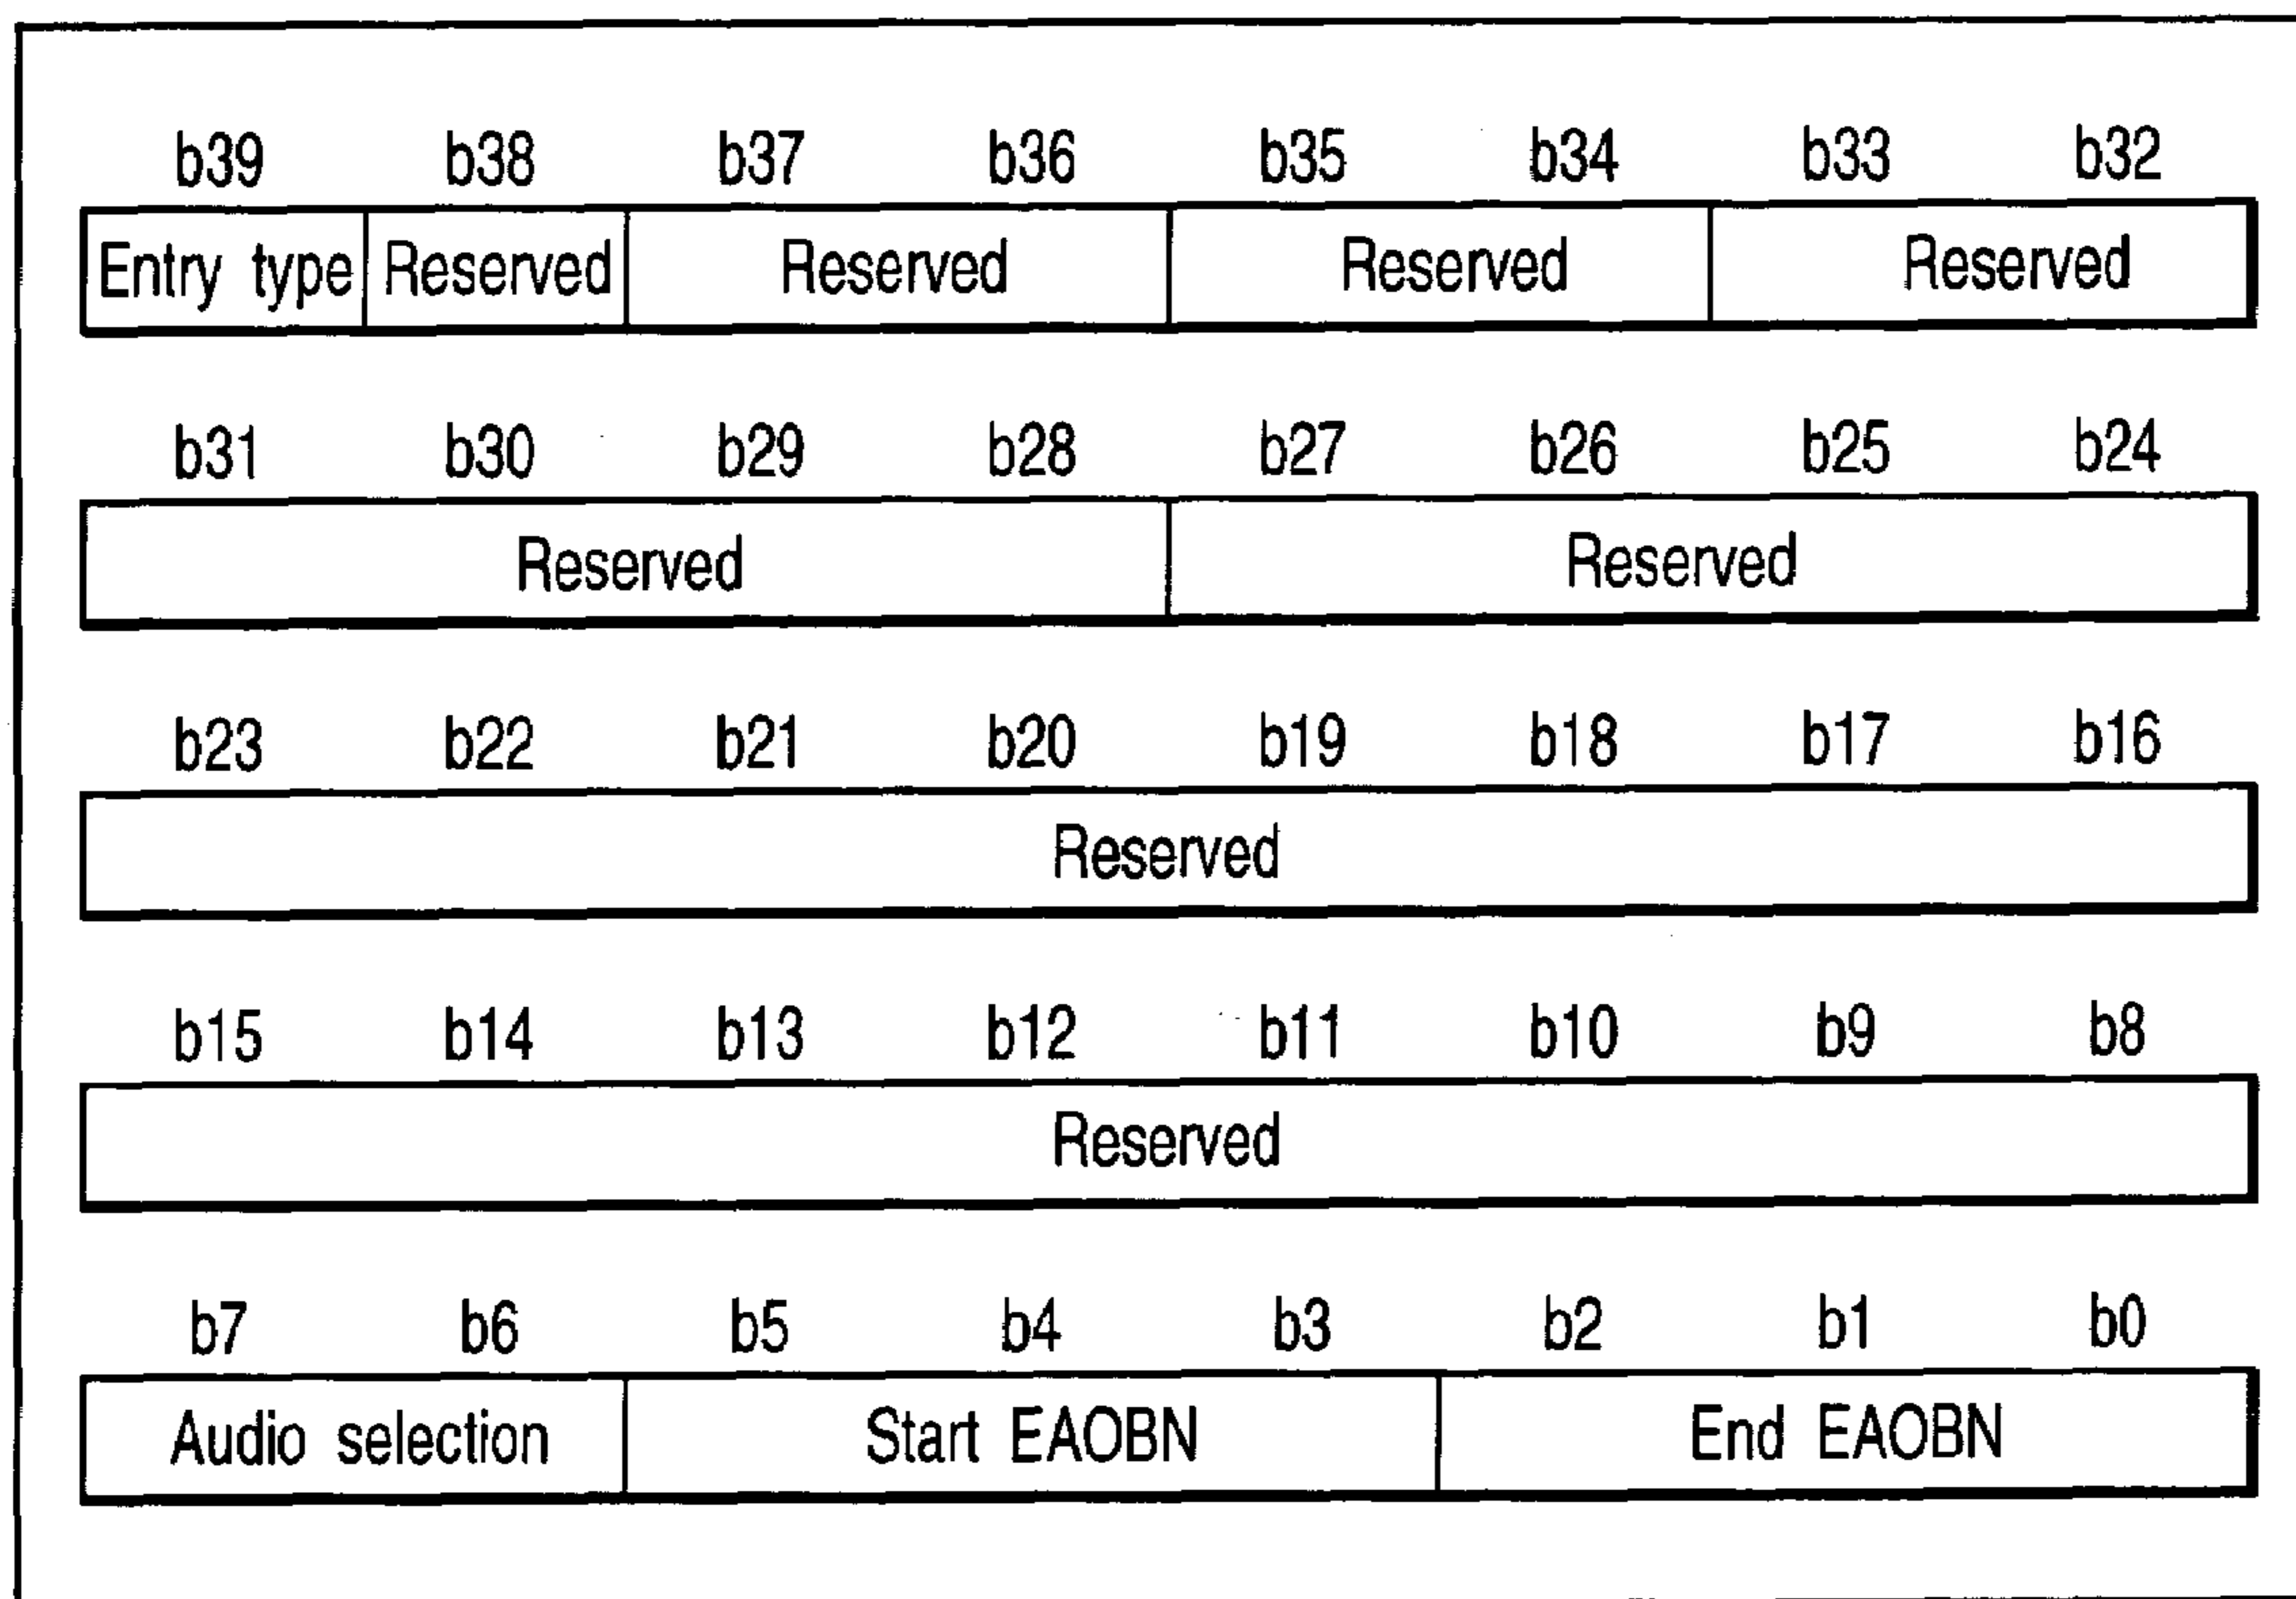 b39 b38 b37 b36 b35 b34 b33 b32
Entry type Reserved Reserved Reserved Reserved
b31 b30 b29 b28 b27 b26 b25 b24
Reserved Reserved
b23 b22 b21 b20 b19 b18 b17 b16
Reserved
b15 b14 b13 b12 b11 b10 b9 b8
Reserved
b7 b6 b5 b4 b3 b2 b1 b0
Audio selection Start EAOBN End EAOBN